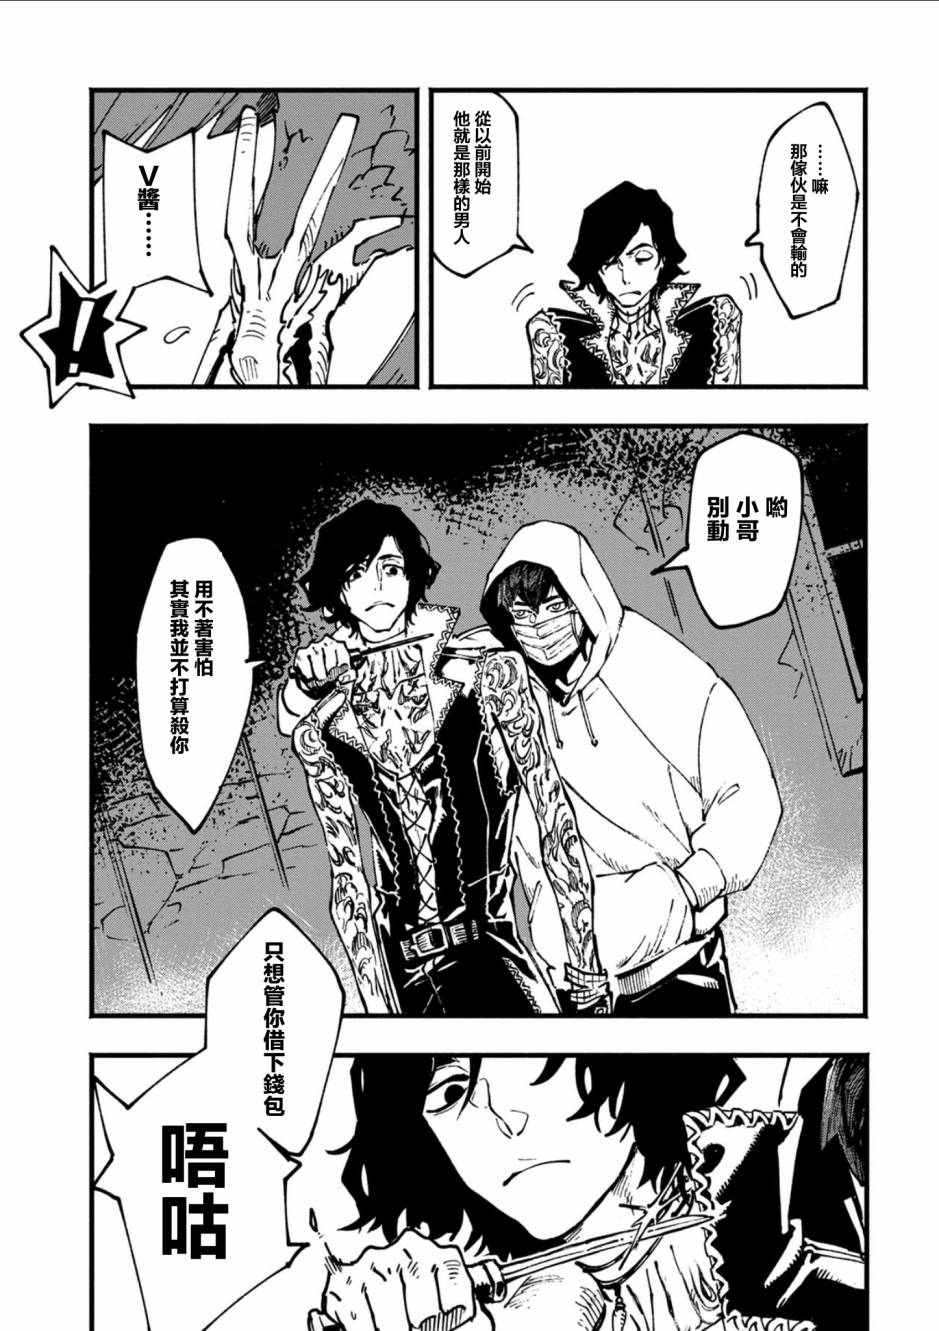 ……嘛
那傢伙是不會輸的
從以前開始
他就是那樣的男人
V醬……
!
喲
小哥
別動
用不著害怕
其實我並不打算殺你
只想管你借下錢包
唔咕